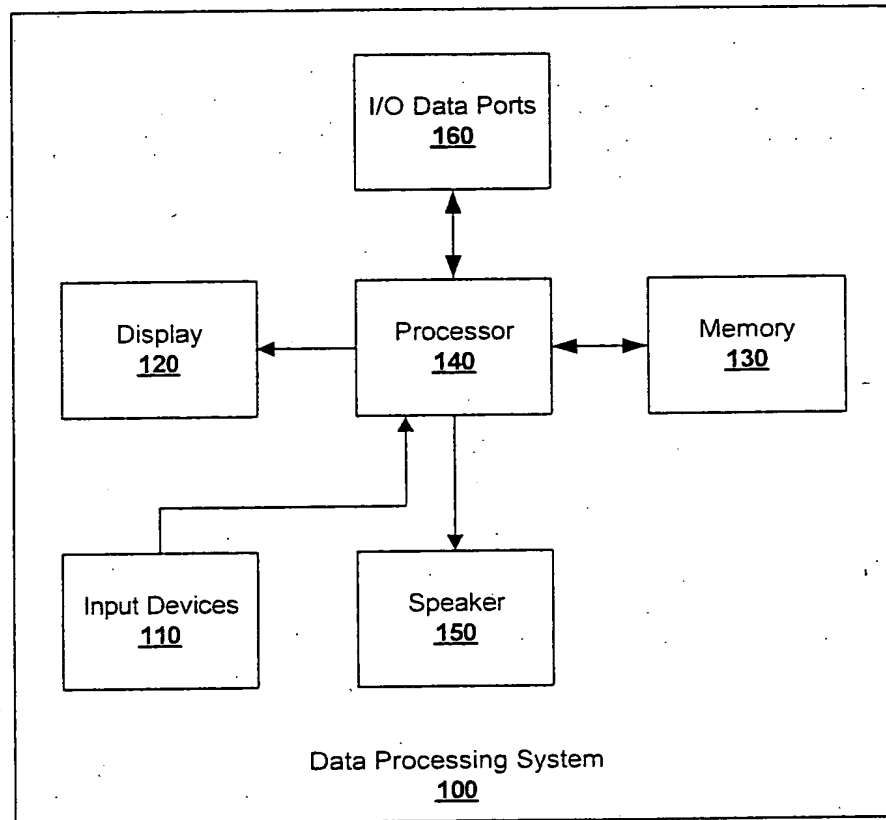 I/O Data Ports
160
Display
120
Processor
140
Memory
130
Input Devices
110
Speaker
150
Data Processing System
100